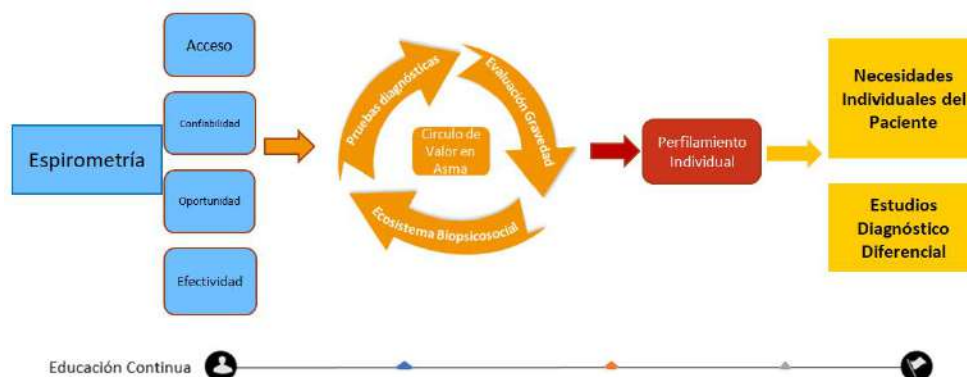 Espirometría
Acceso
Confiabilidad
Oportunidad
Efectividad
Pruebas diagnósticas
Evaluación Gravedad
Ecosistema Biopsicosocial
Circulo de
Valor en
Asma
Perfilamiento
Individual
Necesidades
Individuales del
Paciente
Estudios
Diagnóstico
Diferencial
Educación Continua